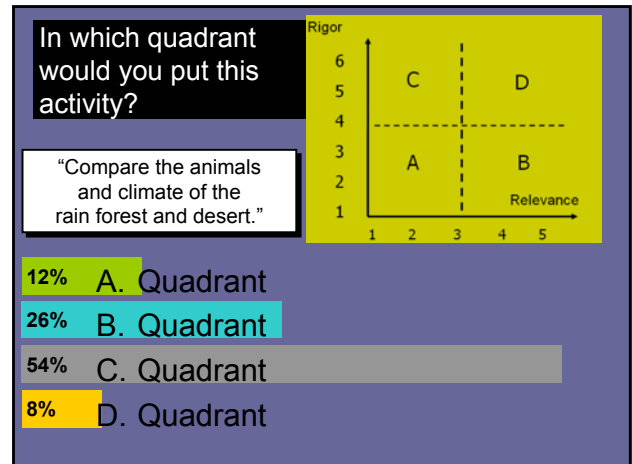 In which quadrant
would you put this
activity?
Rigor
6
5
4
3
2
1
C
D
A
B
Relevance
1 2 3 4 5
“Compare the animals
and climate of the
rain forest and desert.”
12% A. Quadrant
26% B. Quadrant
54% C. Quadrant
8% D. Quadrant